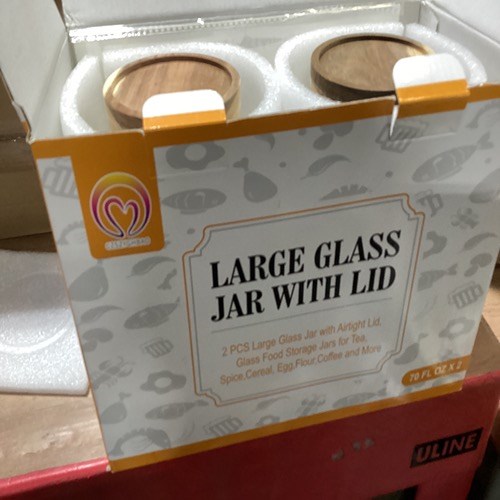 LARGE GLASS
JAR WITH LID
2 PCS Large Glass Jar with Airtight Lid,
Glass Food Storage Jars for Tea,
Spice,Cereal, Egg,Flour,Coffee and More
70 FL OZ X 2
ULINE